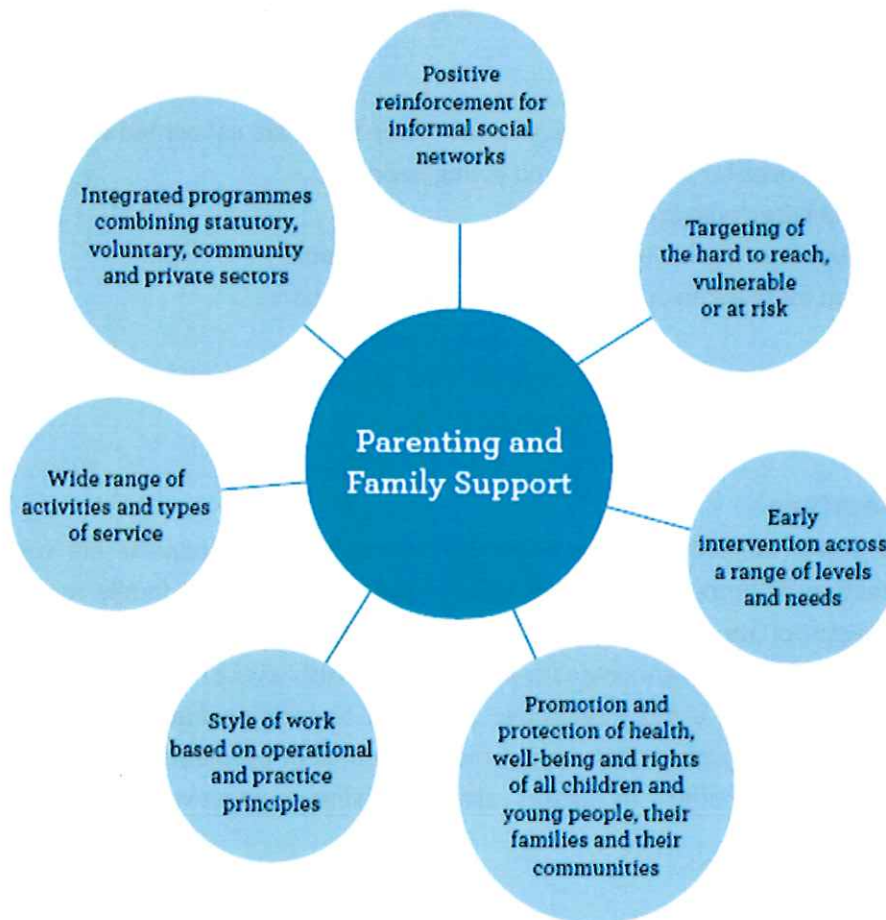 Positive
reinforcement for
informal social
networks
Integrated programmes
combining statutory,
voluntary, community
and private sectors
Targeting of
the hard to reach,
vulnerable
or at risk
Parenting and
Family Support
Wide range of
activities and types
of service
Early
intervention across
a range of levels
and needs
Style of work
based on operational
and practice
principles
Promotion and
protection of health,
well-being and rights
of all children and
young people, their
families and their
communities